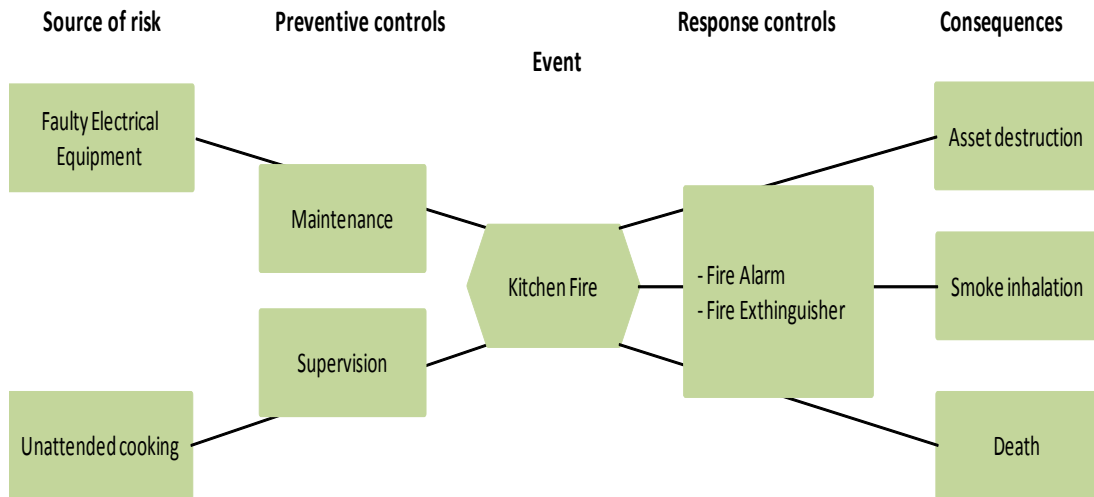 Source of risk
Preventive controls
Event
Response controls
Consequences
Faulty Electrical
Equipment
Maintenance
Supervision
Unattended cooking
Kitchen Fire
- Fire Alarm
- Fire Exthinguisher
Asset destruction
Smoke inhalation
Death